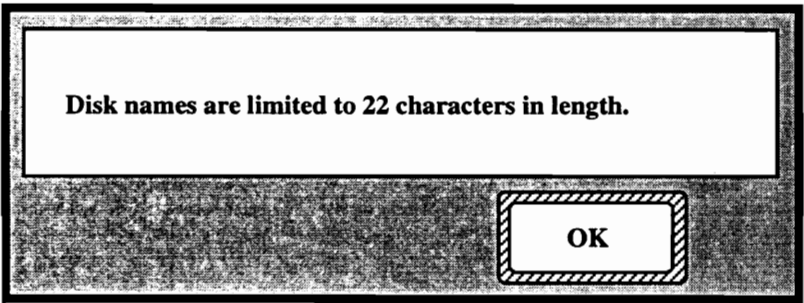 Disk names are limited to 22 characters in length.
OK